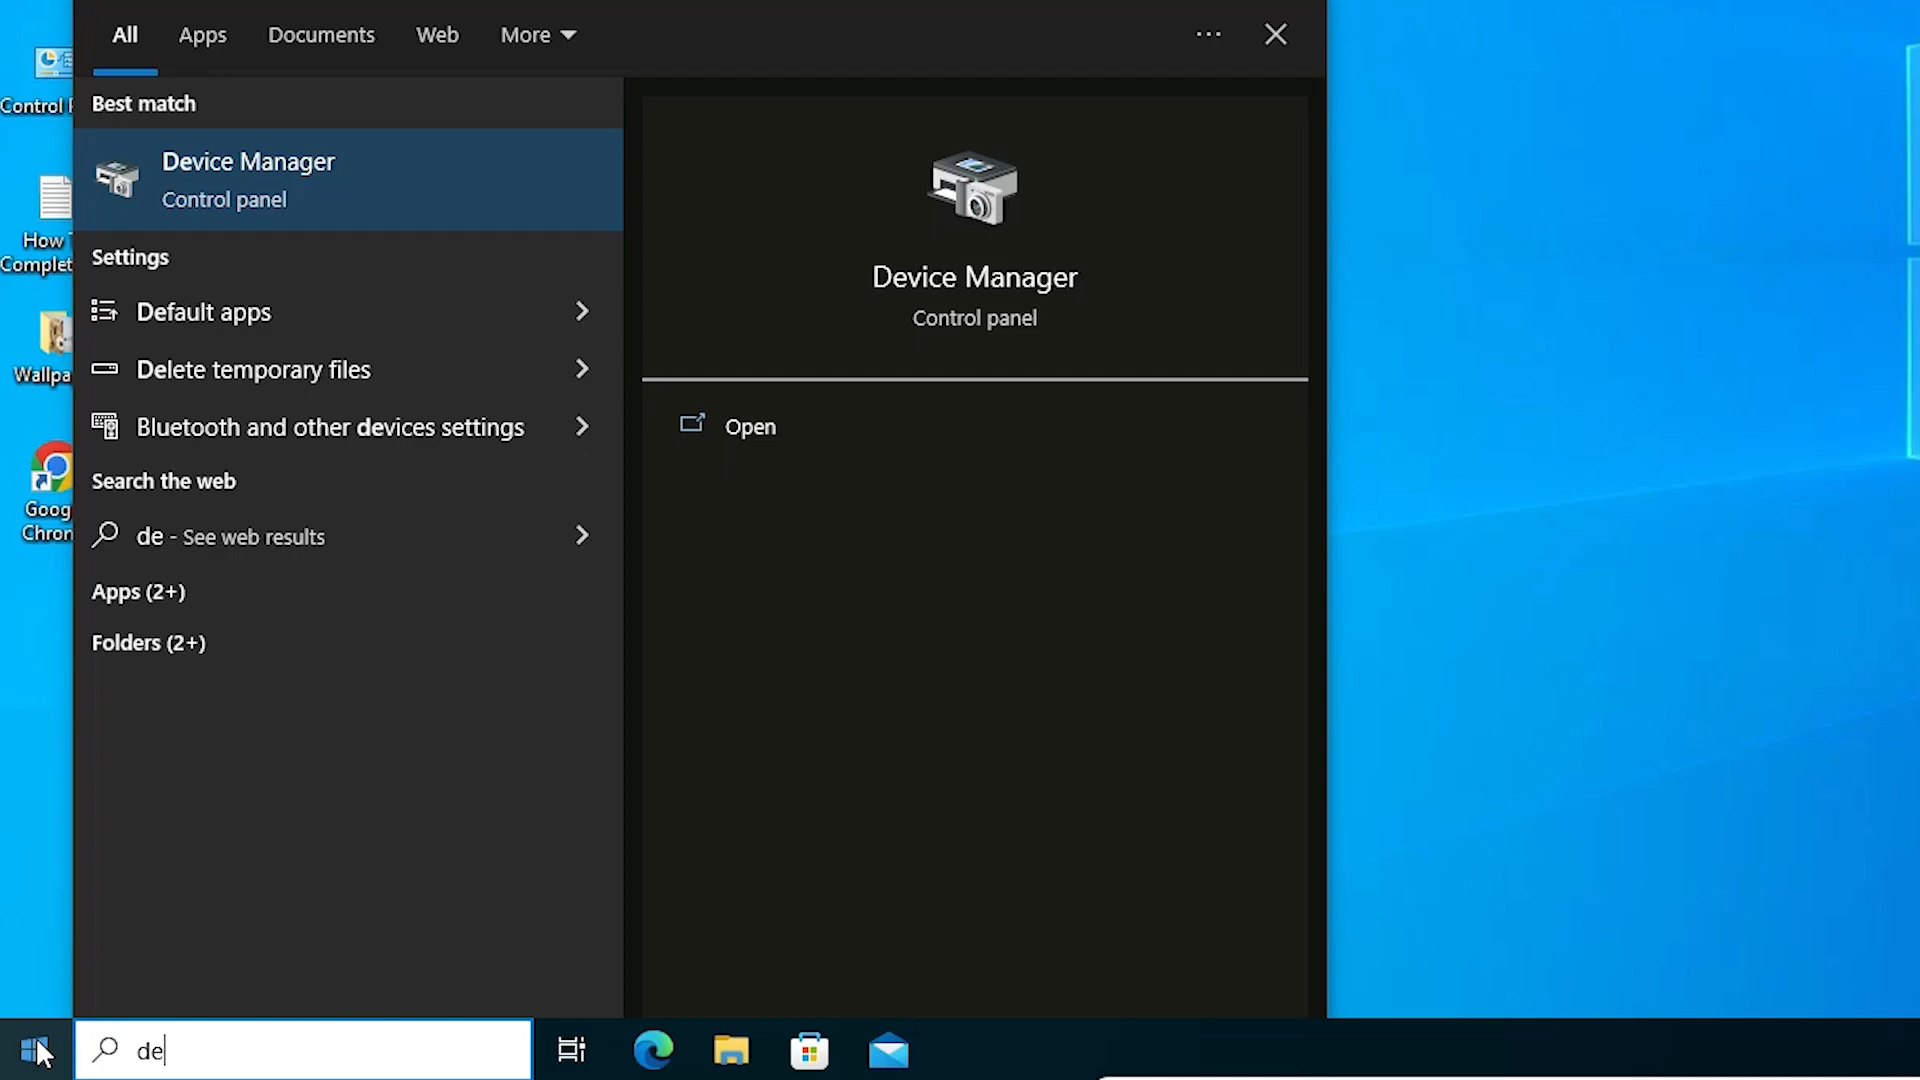 All
Apps
Documents
Web
More
Control
Best match
Device Manager
Control panel
Settings
Default apps
Delete temporary files
Bluetooth and other devices settings
Search the web
de - See web results
Apps (2+)
Folders (2+)
Device Manager
Control panel
Open
How
Complet
Wallpa
Goog
Chron
de